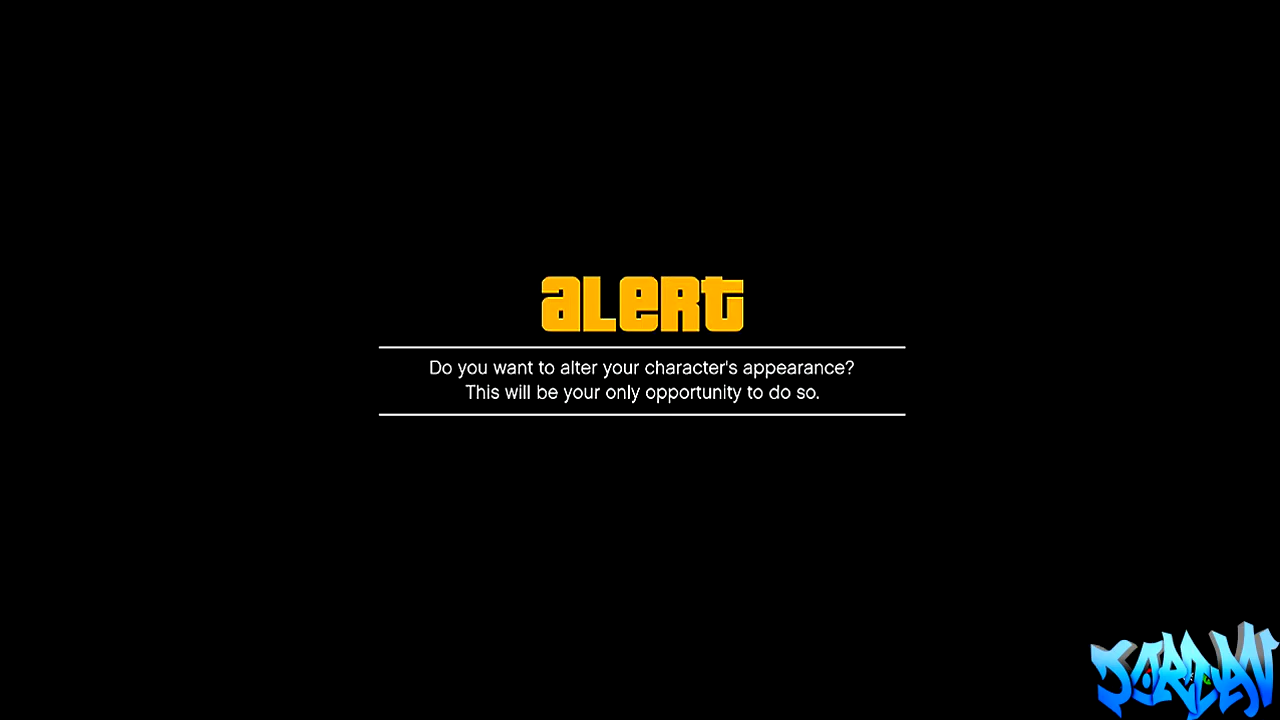 aLeRt
Do you want to alter your character's appearance?
This will be your only opportunity to do so.
JORDAN